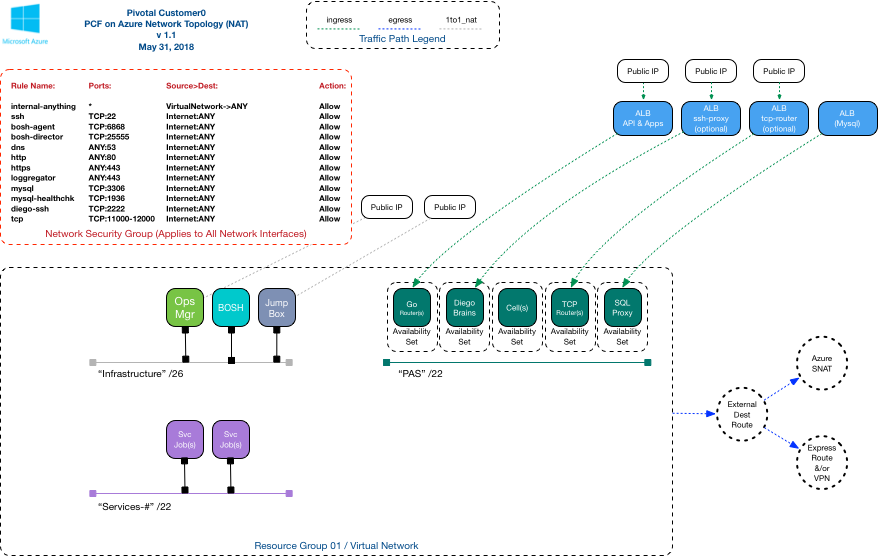 Microsoft Azure
Pivotal Customer0
PCF on Azure Network Topology (NAT)
v 1.1
May 31, 2018
ingress egress 1to1_nat
Traffic Path Legend
Rule Name: Ports: Source>Dest: Action:
internal-anything * VirtualNetwork->ANY Allow
ssh TCP:22 Internet:ANY Allow
bosh-agent TCP:6868 Internet:ANY Allow
bosh-director TCP:25555 Internet:ANY Allow
dns ANY:53 Internet:ANY Allow
http ANY:80 Internet:ANY Allow
https ANY:443 Internet:ANY Allow
loggregator ANY:443 Internet:ANY Allow
mysql TCP:3306 Internet:ANY Allow
mysql-healthchk TCP:1936 Internet:ANY Allow
diego-ssh TCP:2222 Internet:ANY Allow
tcp TCP:11000-12000 Internet:ANY Allow
Network Security Group (Applies to All Network Interfaces)
Public IP
Public IP
Public IP
ALB
API & Apps
ALB
ssh-proxy
(optional)
ALB
tcp-router
(optional)
ALB
(Mysql)
Public IP
Public IP
Ops
Mgr
BOSH
Jump
Box
"Infrastructure" /26
Go
Router(s)
Availability
Set
Diego
Brains
Availability
Set
Cell(s)
Availability
Set
TCP
Router(s)
Availability
Set
SQL
Proxy
Availability
Set
"PAS" /22
Svc
Job(s)
Svc
Job(s)
"Services-#" /22
Resource Group 01 / Virtual Network
External
Dest
Route
Azure
SNAT
Express
Route
&/or
VPN